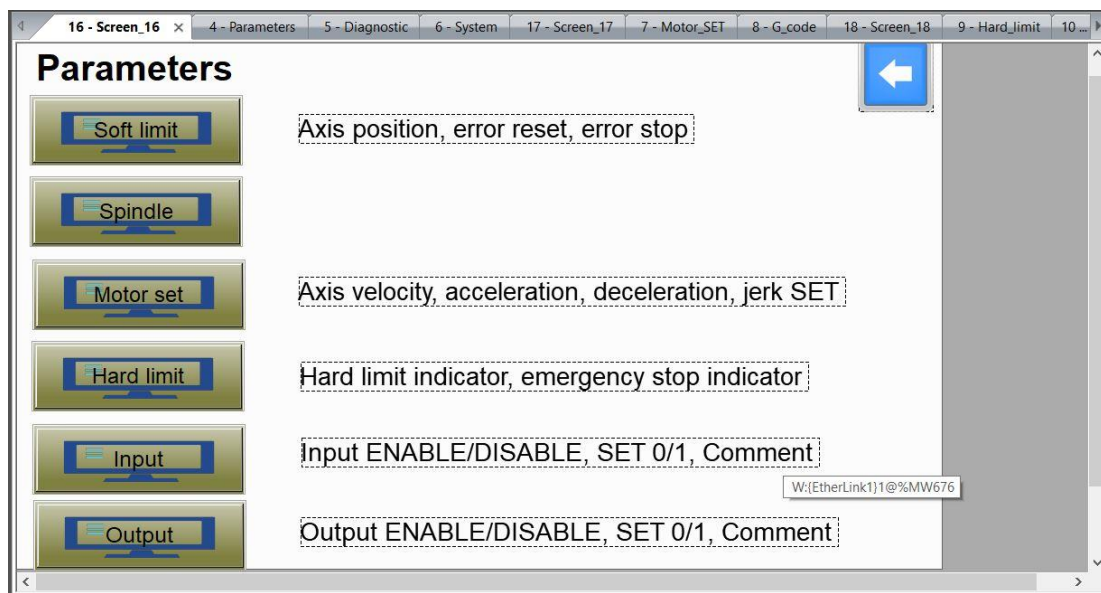 16 - Screen_16 × 4 - Parameters 5 - Diagnostic 6 - System 17 - Screen_17 7 - Motor_SET 8 - G_code 18 - Screen_18 9 - Hard_limit 10 ...
Parameters
Soft limit Axis position, error reset, error stop
Spindle
Motor set Axis velocity, acceleration, deceleration, jerk SET
Hard limit Hard limit indicator, emergency stop indicator
Input Input ENABLE/DISABLE, SET 0/1, Comment
W:{EtherLink1}1@%MW676
Output Output ENABLE/DISABLE, SET 0/1, Comment